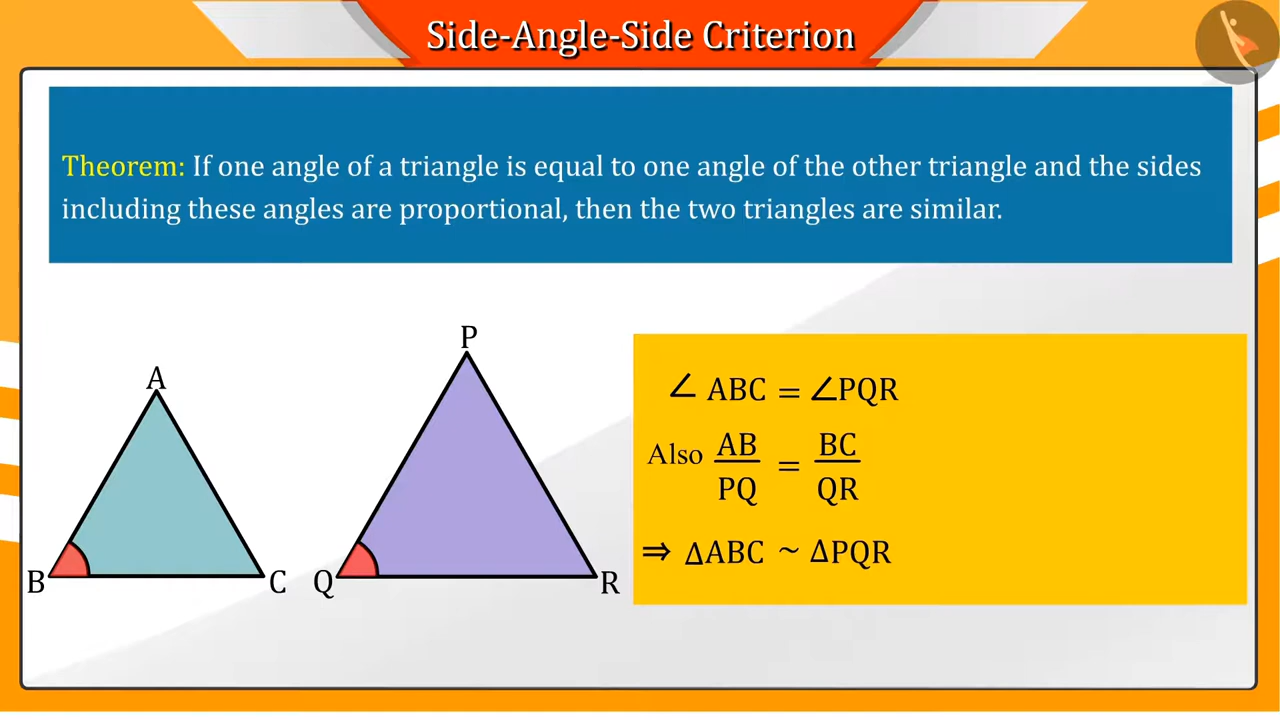 Side-Angle-Side Criterion
Theorem: If one angle of a triangle is equal to one angle of the other triangle and the sides
including these angles are proportional, then the two triangles are similar.
P
A
B
C
Q
R
∠ ABC = ∠PQR
Also AB/PQ = BC/QR
⇒ ΔABC ~ ΔPQR